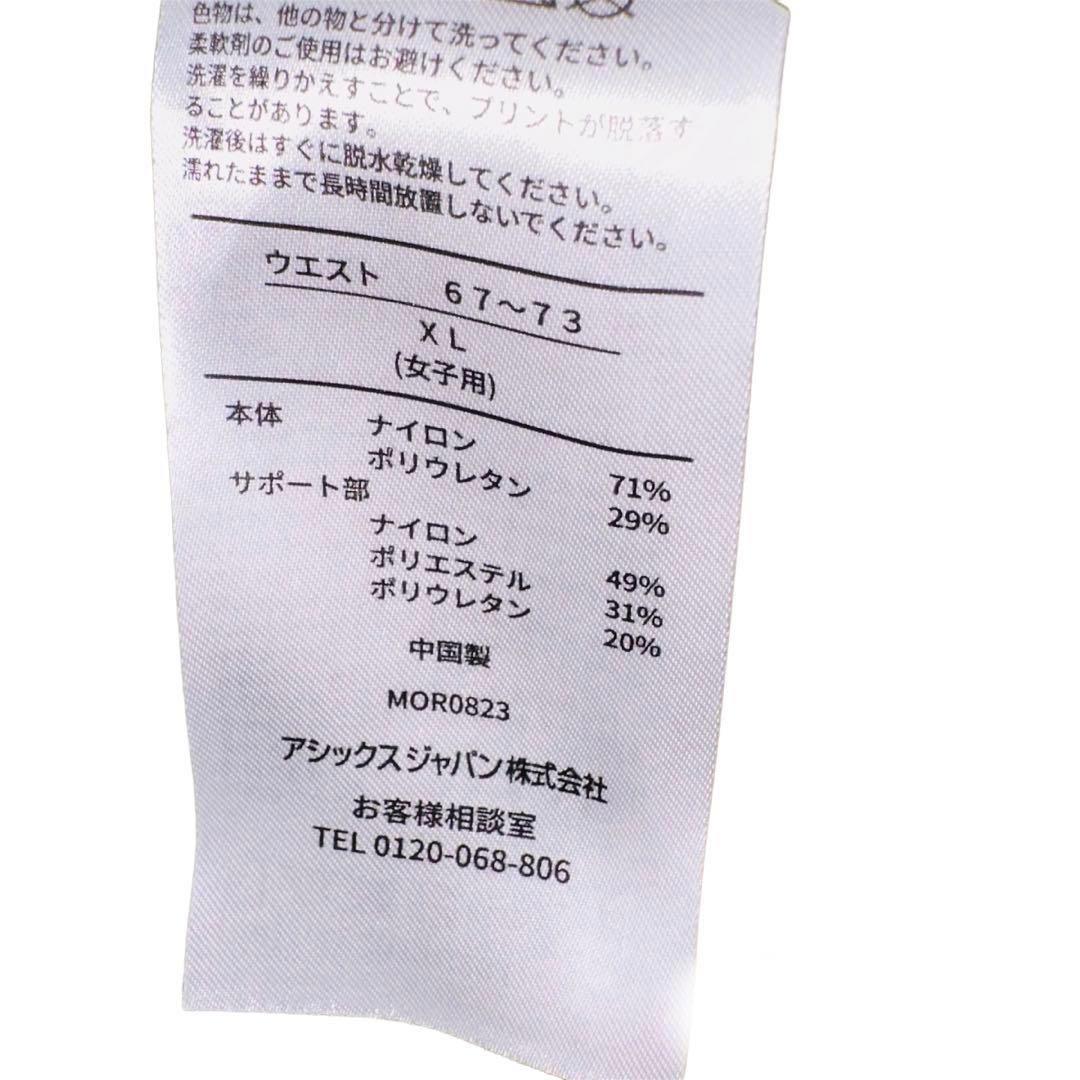 色物は、他の物と分けて洗ってください。
柔軟剤のご使用はお避けください。
洗濯を繰りかえすことで、プリントが脱落す
ることがあります。
洗濯後はすぐに脱水乾燥してください。
濡れたままで長時間放置しないでください。
ウエスト 67～73
XL
(女子用)
本体 ナイロン 71%
ポリウレタン 29%
サポート部
ナイロン 49%
ポリエステル 31%
ポリウレタン 20%
中国製
MOR0823
アシックスジャパン株式会社
お客様相談室
TEL 0120-068-806